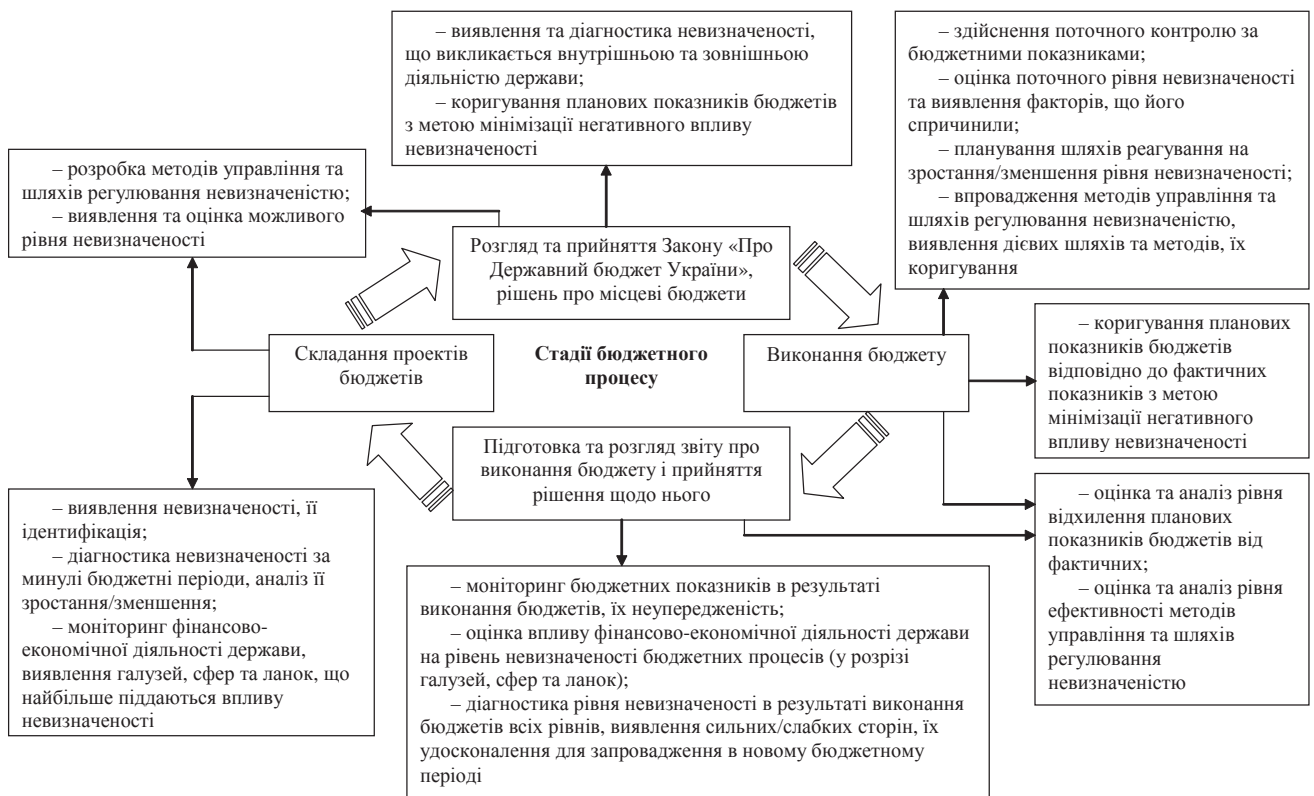 – виявлення та діагностика невизначеності,
що викликається внутрішньою та зовнішньою
діяльністю держави;
– коригування планових показників бюджетів
з метою мінімізації негативного впливу
невизначеності
– здійснення поточного контролю за
бюджетними показниками;
– оцінка поточного рівня невизначеності
та виявлення факторів, що його
спричинили;
– планування шляхів реагування на
зростання/зменшення рівня невизначеності;
– впровадження методів управління та
шляхів регулювання невизначеністю,
виявлення дієвих шляхів та методів, їх
коригування
– розробка методів управління та
шляхів регулювання невизначеністю;
– виявлення та оцінка можливого
рівня невизначеності
Розгляд та прийняття Закону «Про
Державний бюджет України»,
рішень про місцеві бюджети
Складання проектів
бюджетів
Стадії бюджетного
процесу
Виконання бюджету
– коригування планових
показників бюджетів
відповідно до фактичних
показників з метою
мінімізації негативного
впливу невизначеності
Підготовка та розгляд звіту про
виконання бюджету і прийняття
рішення щодо нього
– виявлення невизначеності, її
ідентифікація;
– діагностика невизначеності за
минулі бюджетні періоди, аналіз її
зростання/зменшення;
– моніторинг фінансово-
економічної діяльності держави,
виявлення галузей, сфер та ланок, що
найбільше піддаються впливу
невизначеності
– моніторинг бюджетних показників в результаті
виконання бюджетів, їх неупередженість;
– оцінка впливу фінансово-економічної діяльності держави
на рівень невизначеності бюджетних процесів (у розрізі
галузей, сфер та ланок);
– діагностика рівня невизначеності в результаті виконання
бюджетів всіх рівнів, виявлення сильних/слабких сторін, їх
удосконалення для запровадження в новому бюджетному
періоді
– оцінка та аналіз рівня
відхилення планових
показників бюджетів від
фактичних;
– оцінка та аналіз рівня
ефективності методів
управління та шляхів
регулювання
невизначеністю